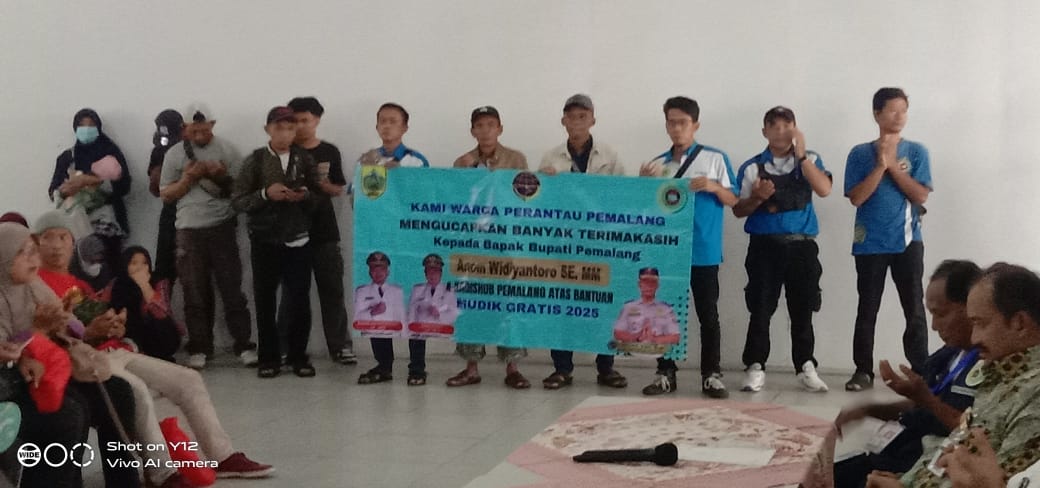 KAMI WARGA PERANTAU PEMALANG
MENGUCAPKAN BANYAK TERIMAKASIH
Kepada Bapak Bupati Pemalang
Widiyantoro SE, MM
PEMALANG ATAS BANTUAN
MUDIK GRATIS 2025
WIDE
Shot on Y12
Vivo AI camera